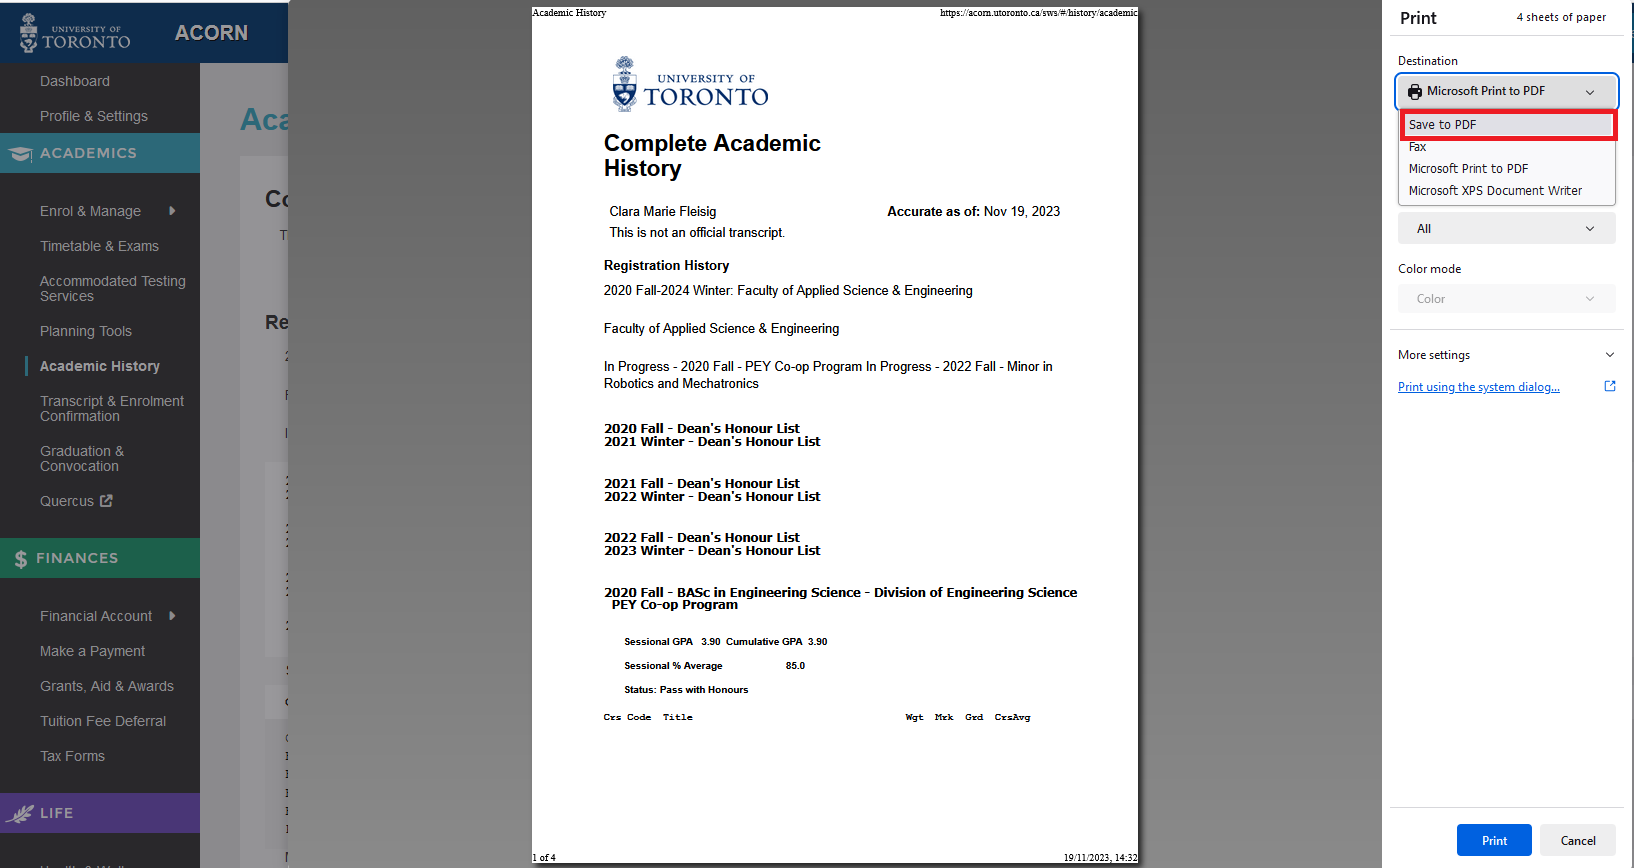 UNIVERSITY OF
TORONTO
ACORN
Dashboard
Profile & Settings
ACADEMICS
Enrol & Manage
Timetable & Exams
Accommodated Testing
Services
Planning Tools
Academic History
Transcript & Enrolment
Confirmation
Graduation &
Convocation
Quercus
$ FINANCES
Financial Account
Make a Payment
Grants, Aid & Awards
Tuition Fee Deferral
Tax Forms
LIFE
Academic History
https://acorn.utoronto.ca/sws/#/history/academic
UNIVERSITY OF
TORONTO
Complete Academic
History
Clara Marie Fleisig
Accurate as of: Nov 19, 2023
This is not an official transcript.
Registration History
2020 Fall-2024 Winter: Faculty of Applied Science & Engineering
Faculty of Applied Science & Engineering
In Progress - 2020 Fall - PEY Co-op Program In Progress - 2022 Fall - Minor in
Robotics and Mechatronics
2020 Fall - Dean's Honour List
2021 Winter - Dean's Honour List
2021 Fall - Dean's Honour List
2022 Winter - Dean's Honour List
2022 Fall - Dean's Honour List
2023 Winter - Dean's Honour List
2020 Fall - BASc in Engineering Science - Division of Engineering Science
PEY Co-op Program
Sessional GPA 3.90 Cumulative GPA 3.90
Sessional % Average 85.0
Status: Pass with Honours
Crs Code Title Wgt Mrk Grd CrsAvg
1 of 4
19/11/2023, 14:32
Print
4 sheets of paper
Destination
Microsoft Print to PDF
Save to PDF
Fax
Microsoft Print to PDF
Microsoft XPS Document Writer
All
Color mode
Color
More settings
Print using the system dialog...
Print
Cancel